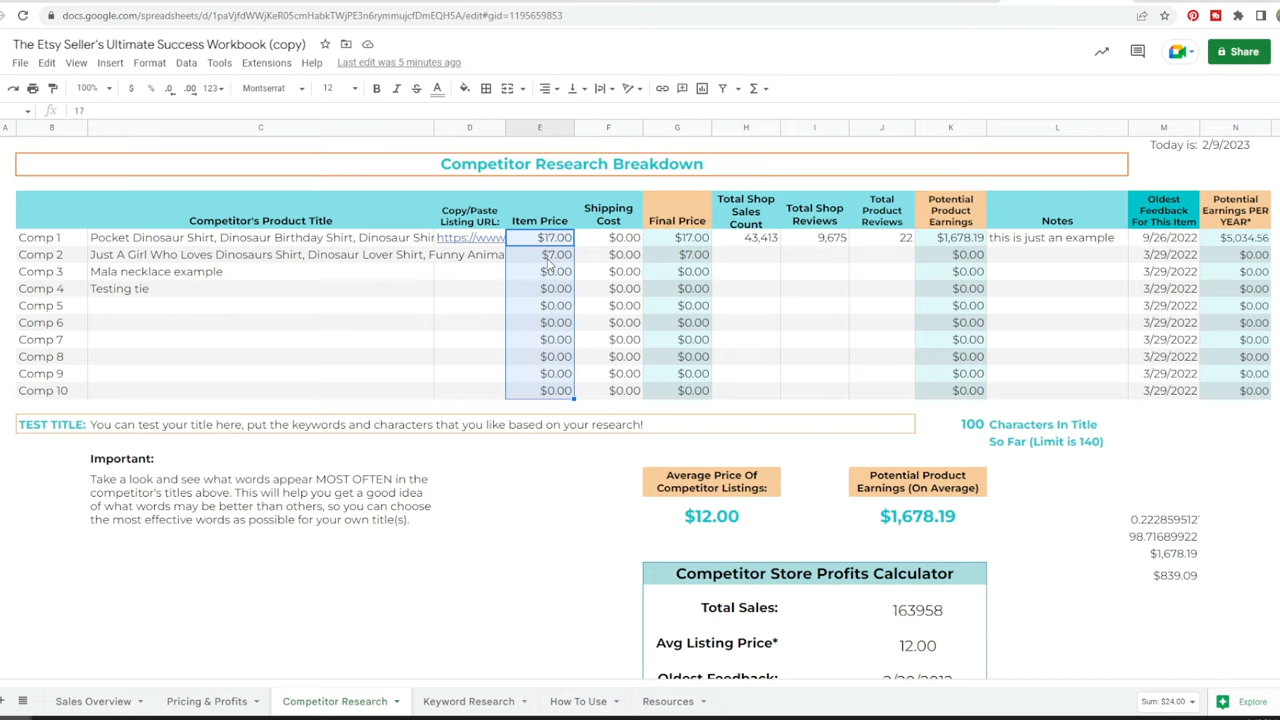 docs.google.com/spreadsheets/d/1paVjfdWWjKeR05cmHabkTWjPE3n6rymmujcfDmEQH5A/edit#gid=1195659853
The Etsy Seller's Ultimate Success Workbook (copy)
File Edit View Insert Format Data Tools Extensions Help Last edit was 5 minutes ago
Share
100% $ % .0 .00 123 Montserrat 12 B I S A
fx 17
A B C D E F G H I J K L M N
Today is: 2/9/2023
Competitor Research Breakdown
Competitor's Product Title Copy/Paste Listing URL: Item Price Shipping Cost Final Price Total Shop Sales Count Total Shop Reviews Total Product Reviews Potential Product Earnings Notes Oldest Feedback For This Item Potential Earnings PER YEAR*
Comp 1 Pocket Dinosaur Shirt, Dinosaur Birthday Shirt, Dinosaur Shir https://www $17.00 $0.00 $17.00 43,413 9,675 22 $1,678.19 this is just an example 9/26/2022 $5,034.56
Comp 2 Just A Girl Who Loves Dinosaurs Shirt, Dinosaur Lover Shirt, Funny Anima $7.00 $0.00 $7.00 $0.00 3/29/2022 $0.00
Comp 3 Mala necklace example $0.00 $0.00 $0.00 $0.00 3/29/2022 $0.00
Comp 4 Testing tie $0.00 $0.00 $0.00 $0.00 3/29/2022 $0.00
Comp 5 $0.00 $0.00 $0.00 $0.00 3/29/2022 $0.00
Comp 6 $0.00 $0.00 $0.00 $0.00 3/29/2022 $0.00
Comp 7 $0.00 $0.00 $0.00 $0.00 3/29/2022 $0.00
Comp 8 $0.00 $0.00 $0.00 $0.00 3/29/2022 $0.00
Comp 9 $0.00 $0.00 $0.00 $0.00 3/29/2022 $0.00
Comp 10 $0.00 $0.00 $0.00 $0.00 3/29/2022 $0.00
TEST TITLE: You can test your title here, put the keywords and characters that you like based on your research! 100 Characters In Title
So Far (Limit is 140)
Important:
Take a look and see what words appear MOST OFTEN in the
competitor's titles above. This will help you get a good idea
of what words may be better than others, so you can choose
the most effective words as possible for your own title(s).
Average Price Of
Competitor Listings:
$12.00
Potential Product
Earnings (On Average)
$1,678.19
0.222859512
98.71689922
$1,678.19
$839.09
Competitor Store Profits Calculator
Total Sales: 163958
Avg Listing Price* 12.00
Sales Overview Pricing & Profits Competitor Research Keyword Research How To Use Resources Sum: $24.00 Explore